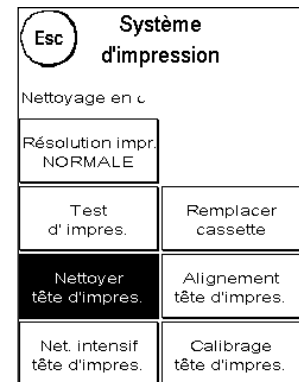 Esc
Système
d'impression
Nettoyage en
Résolution impr.
NORMALE
Test
d' impres.
Remplacer
cassette
Nettoyer
tête d'impres.
Alignement
tête d'impres.
Net. intensif
tête d'impres.
Calibrage
tête d'impres.